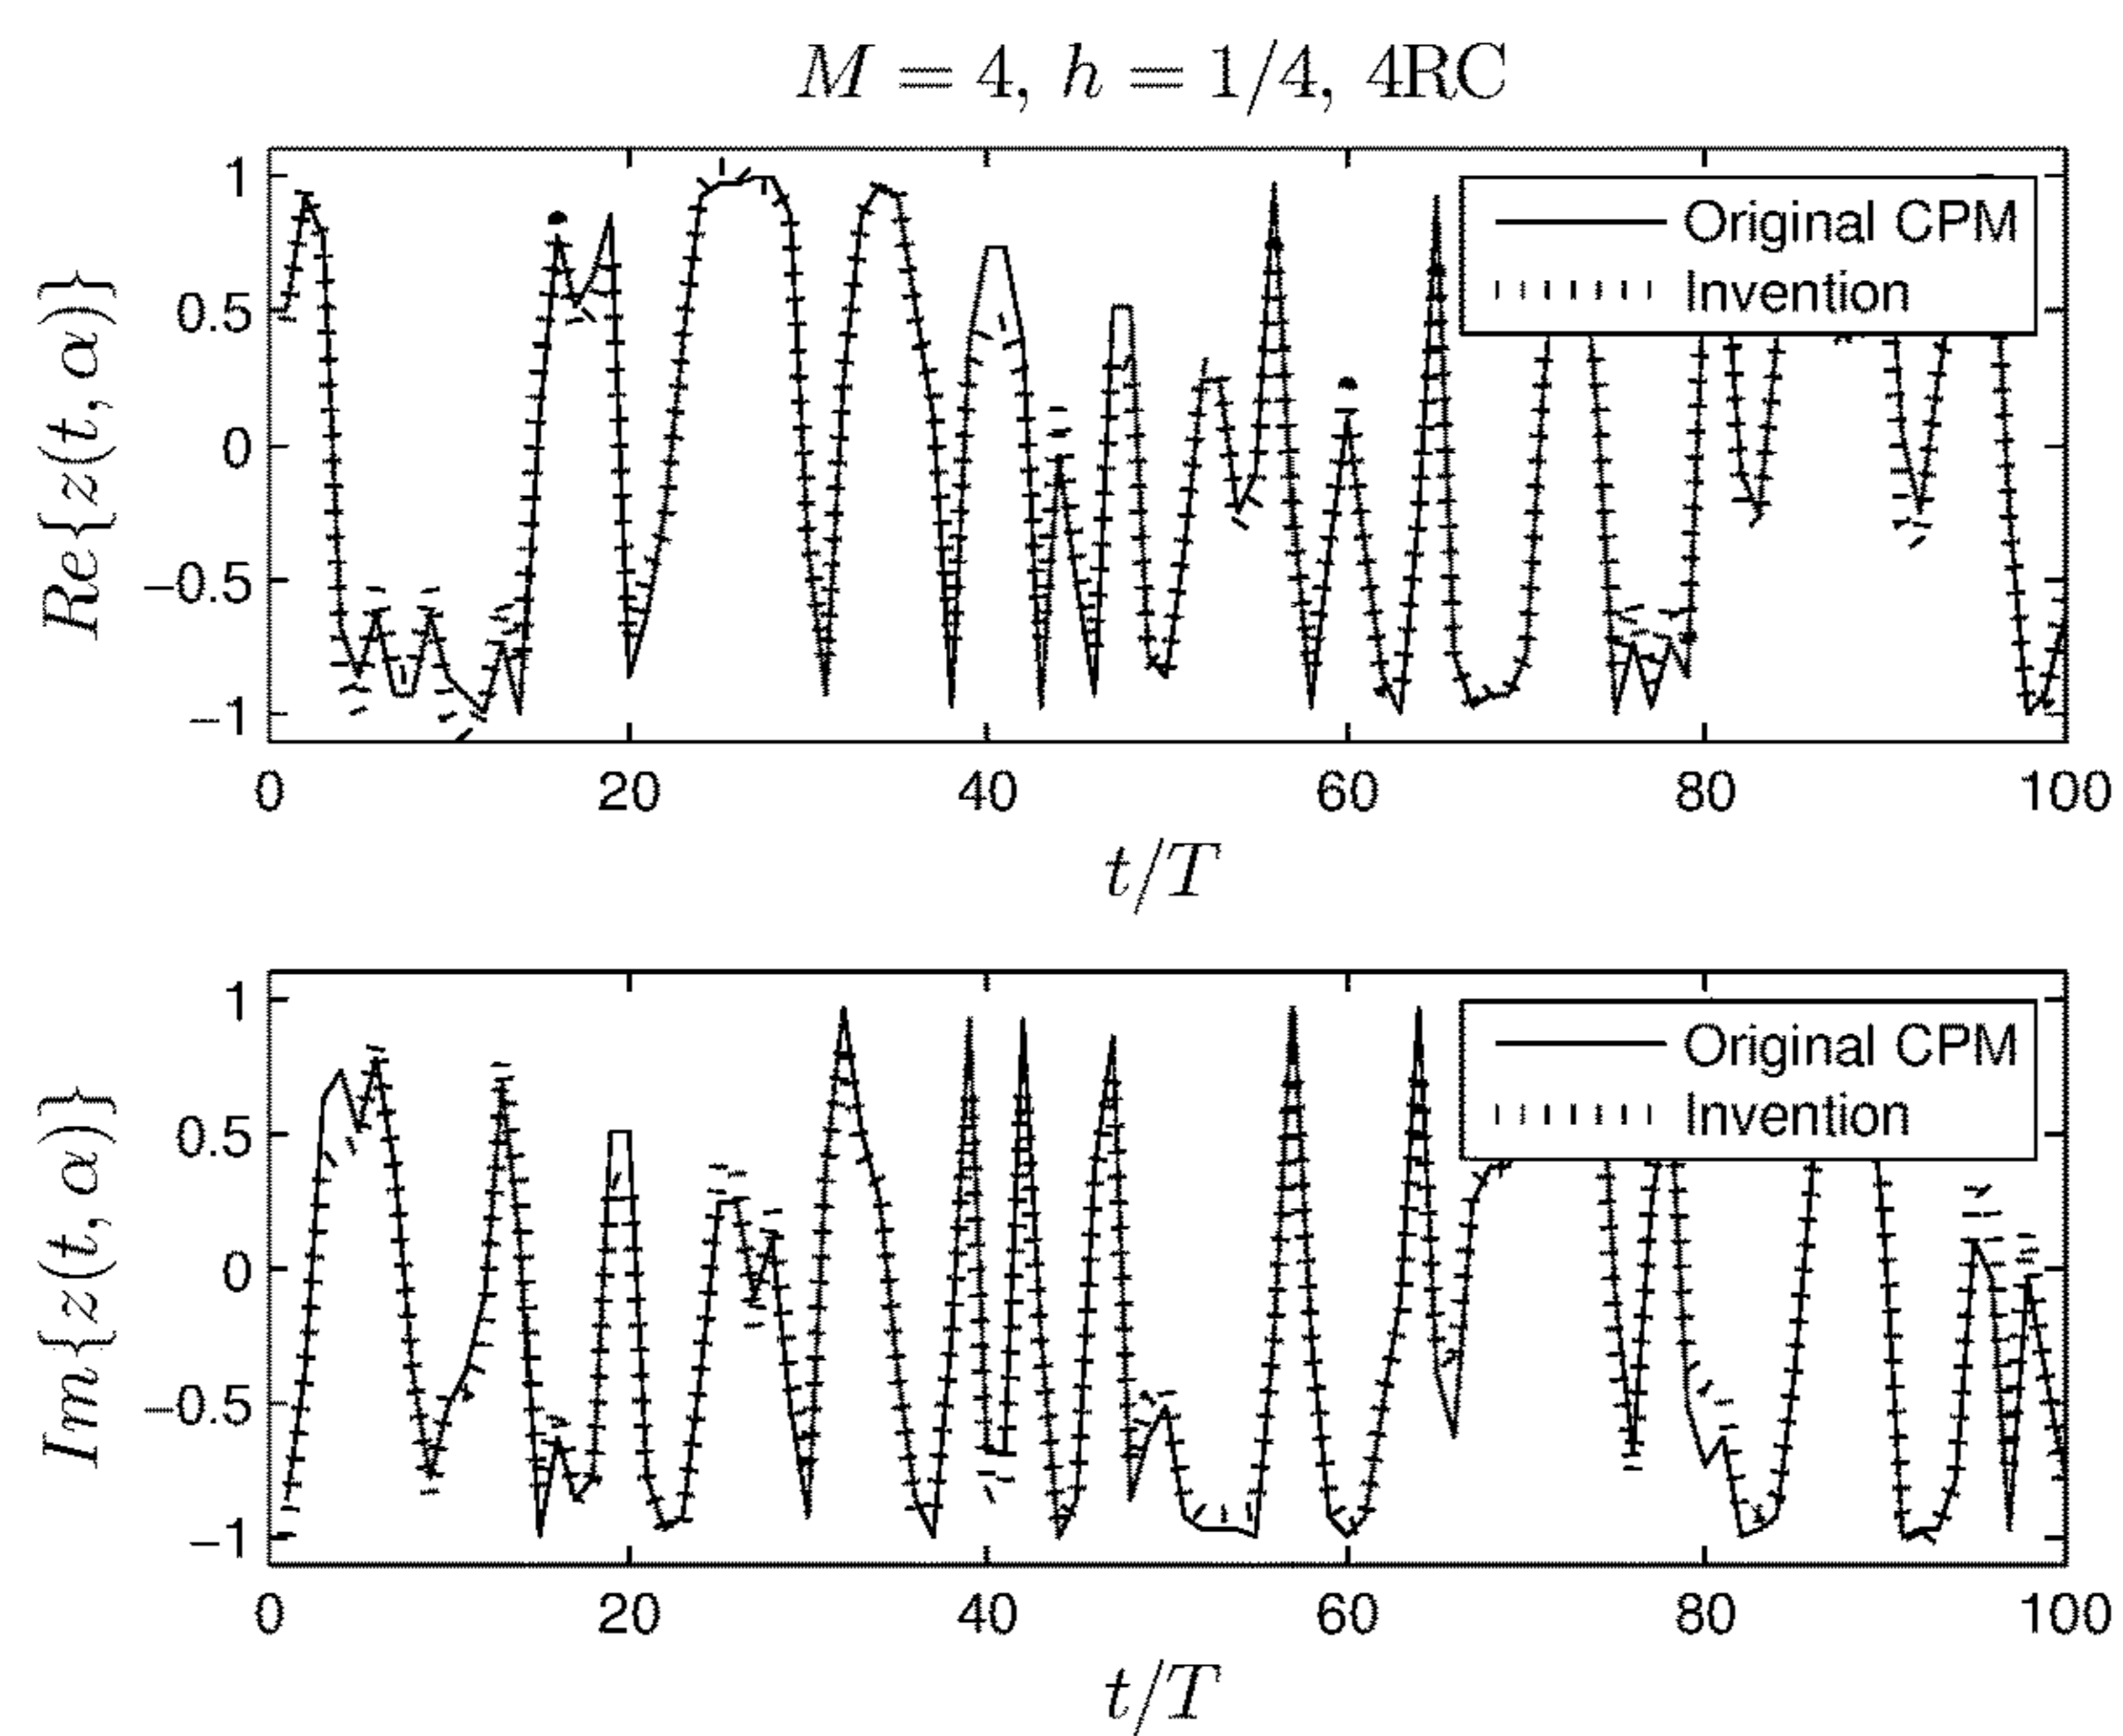 M = 4, h = 1/4, 4RC
Re{z(t, α)}
1
0.5
0
−0.5
−1
Original CPM
Invention
0 20 40 60 80 100
t/T
Im{z(t, α)}
1
0.5
0
−0.5
−1
Original CPM
Invention
0 20 40 60 80 100
t/T